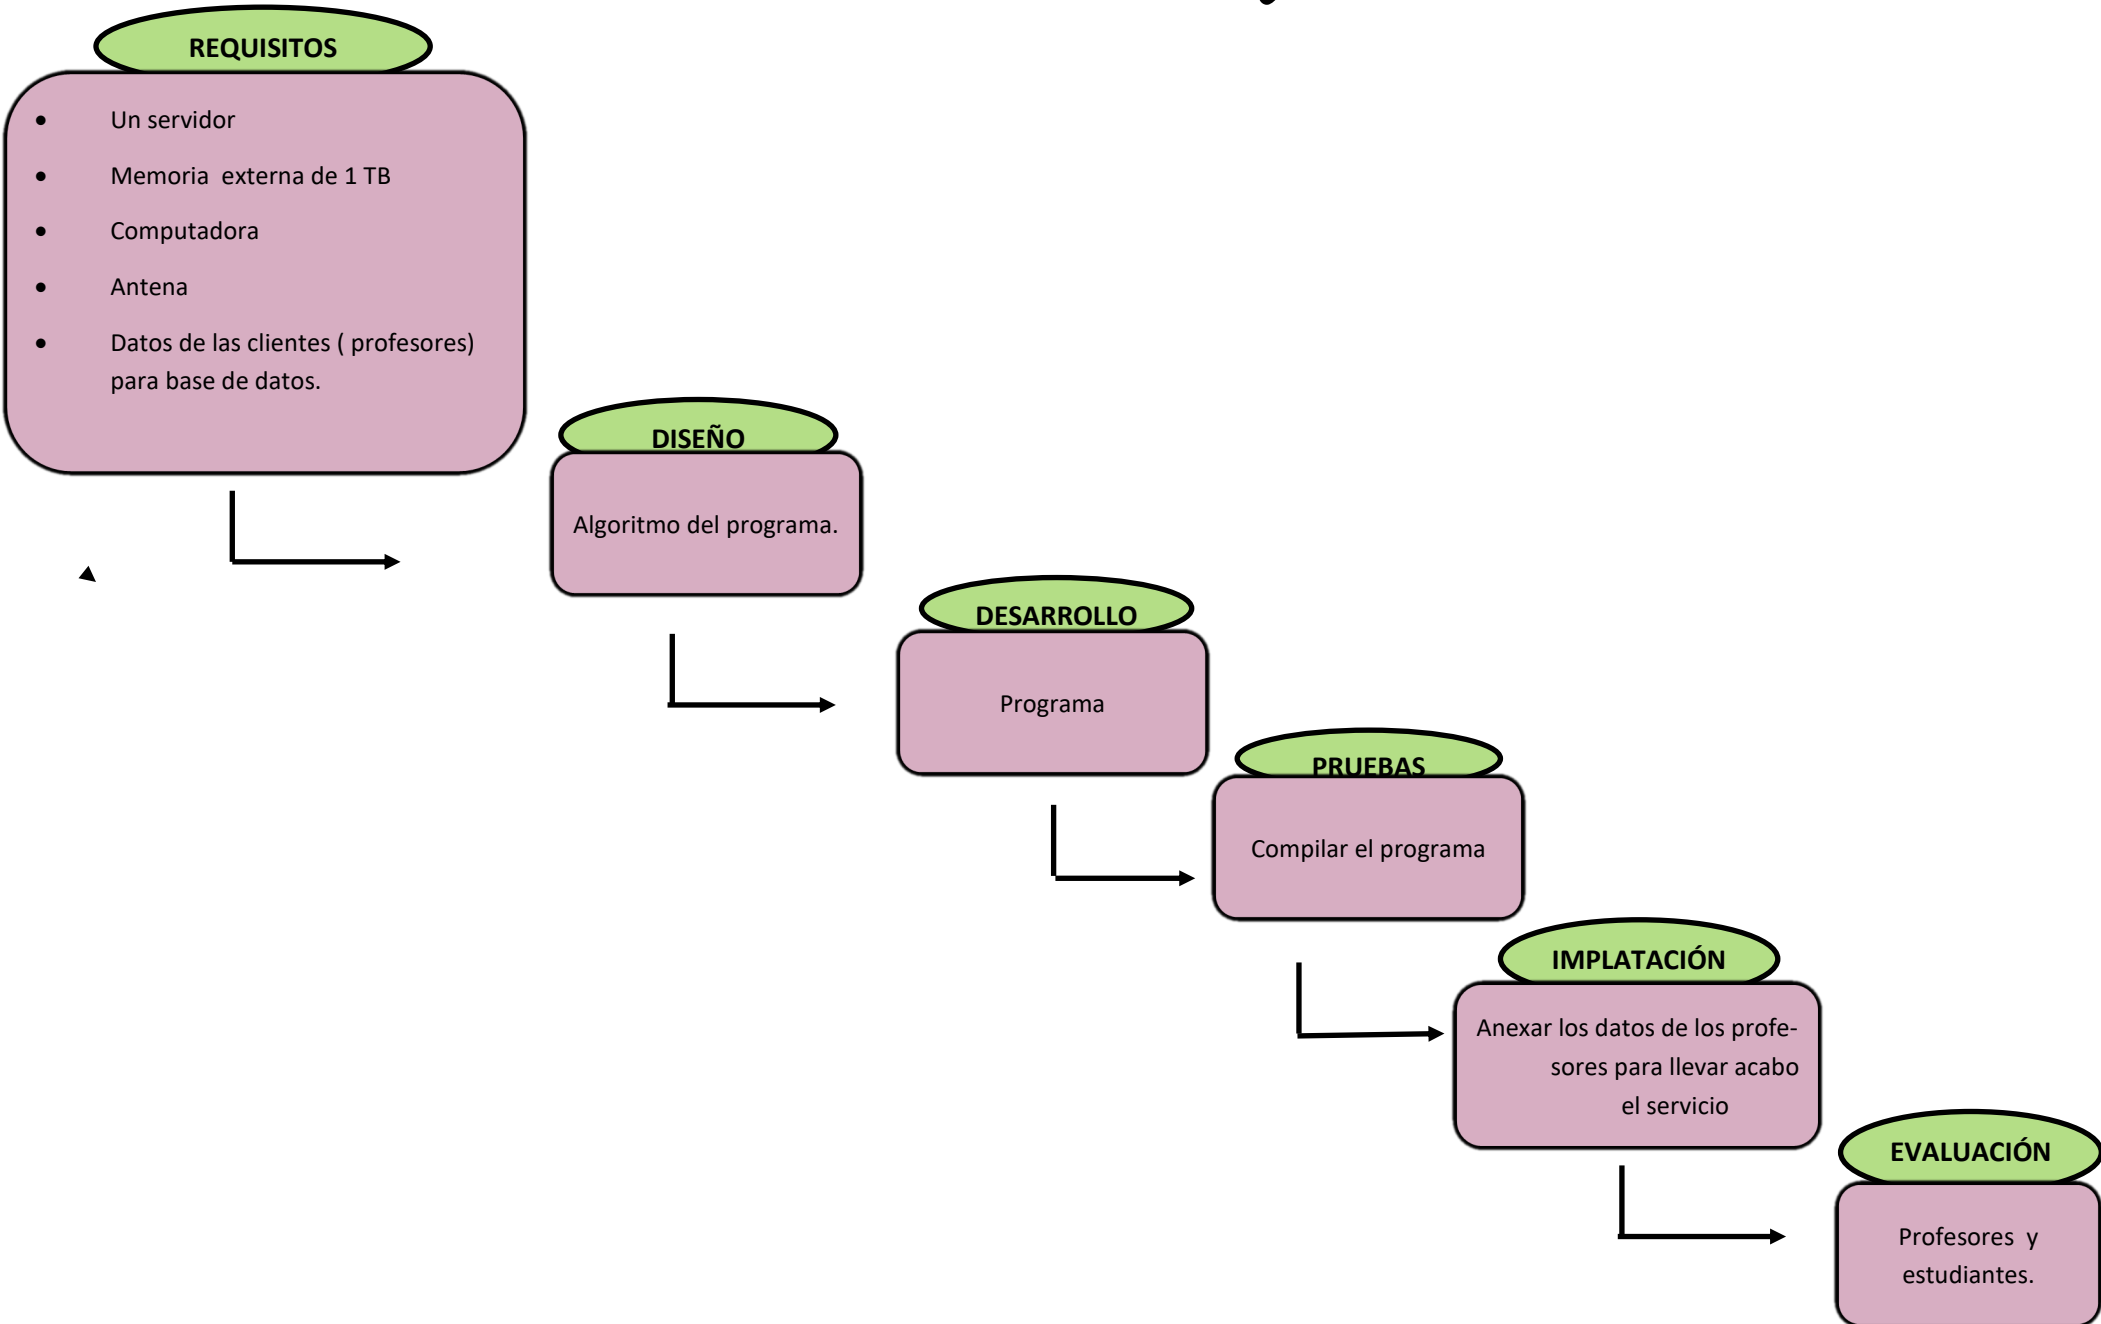 REQUISITOS
• Un servidor
• Memoria externa de 1 TB
• Computadora
• Antena
• Datos de las clientes ( profesores)
para base de datos.
DISEÑO
Algoritmo del programa.
DESARROLLO
Programa
PRUEBAS
Compilar el programa
IMPLATACIÓN
Anexar los datos de los profe-
sores para llevar acabo
el servicio
EVALUACIÓN
Profesores y
estudiantes.